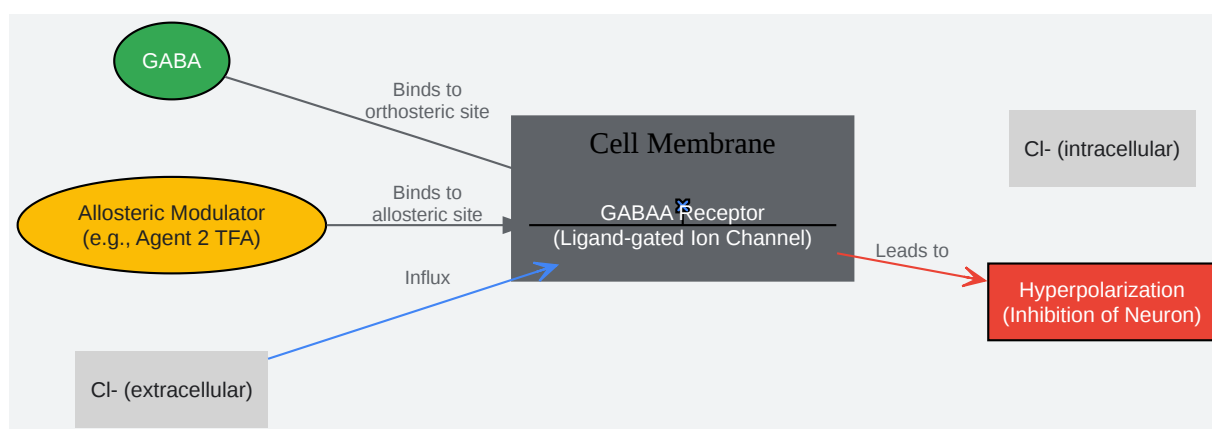 GABA
Binds to
orthosteric site
Cell Membrane
Cl- (intracellular)
Allosteric Modulator
(e.g., Agent 2 TFA)
Binds to
allosteric site
GABAA Receptor
(Ligand-gated Ion Channel)
Influx
Leads to
Hyperpolarization
(Inhibition of Neuron)
Cl- (extracellular)